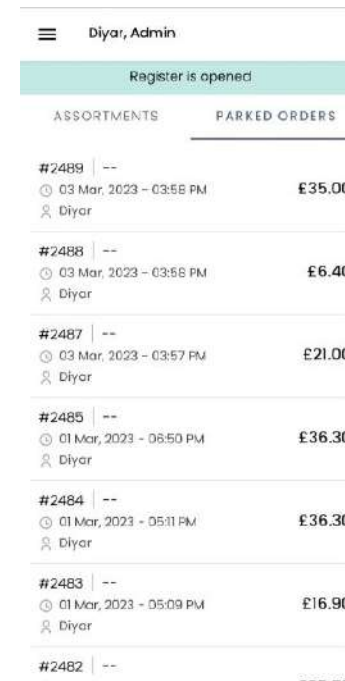 Diyar, Admin
Register is opened
ASSORTMENTS PARKED ORDERS
#2489 | --
03 Mar, 2023 - 03:58 PM £35.00
Diyar
#2488 | --
03 Mar, 2023 - 03:58 PM £6.40
Diyar
#2487 | --
03 Mar, 2023 - 03:57 PM £21.00
Diyar
#2485 | --
01 Mar, 2023 - 06:50 PM £36.30
Diyar
#2484 | --
01 Mar, 2023 - 05:11 PM £36.30
Diyar
#2483 | --
01 Mar, 2023 - 05:09 PM £16.90
Diyar
#2482 | --